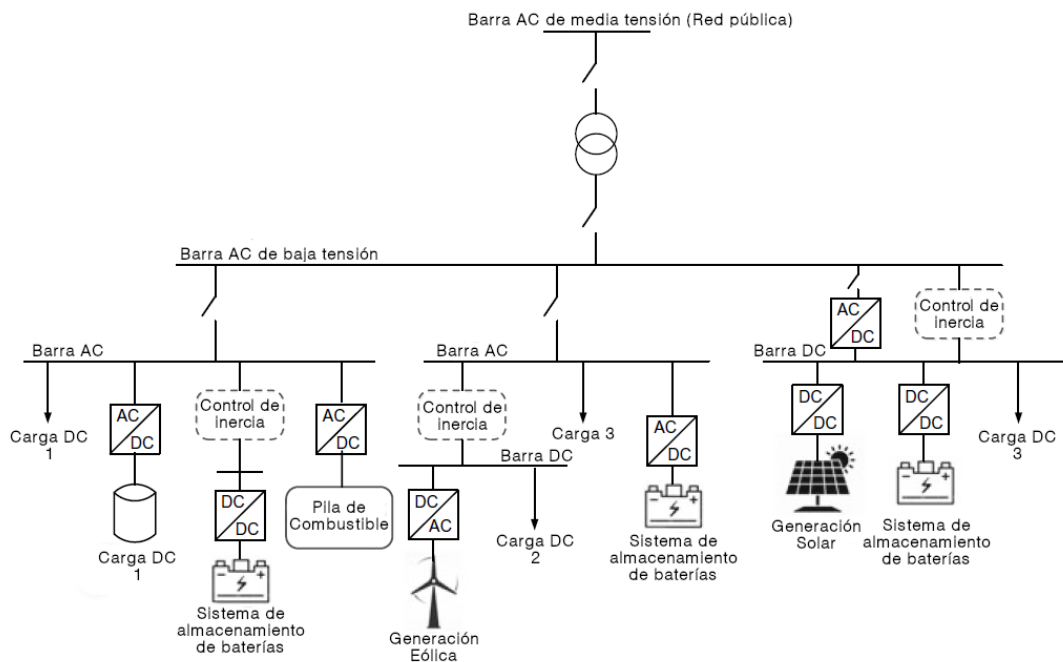 Barra AC de media tensión (Red pública)
Barra AC de baja tensión
Barra AC
Carga DC
1
AC
DC
Carga DC
1
Control de
inercia
DC
DC
Sistema de
almacenamiento
de baterías
AC
DC
Pila de
Combustible
Barra AC
Control de
inercia
Barra DC
DC
AC
Generación
Eólica
Carga DC
2
Carga 3
AC
DC
Sistema de
almacenamiento
de baterías
AC
DC
Control de
inercia
Barra DC
DC
DC
Generación
Solar
DC
DC
Sistema de
almacenamiento
de baterías
Carga DC
3